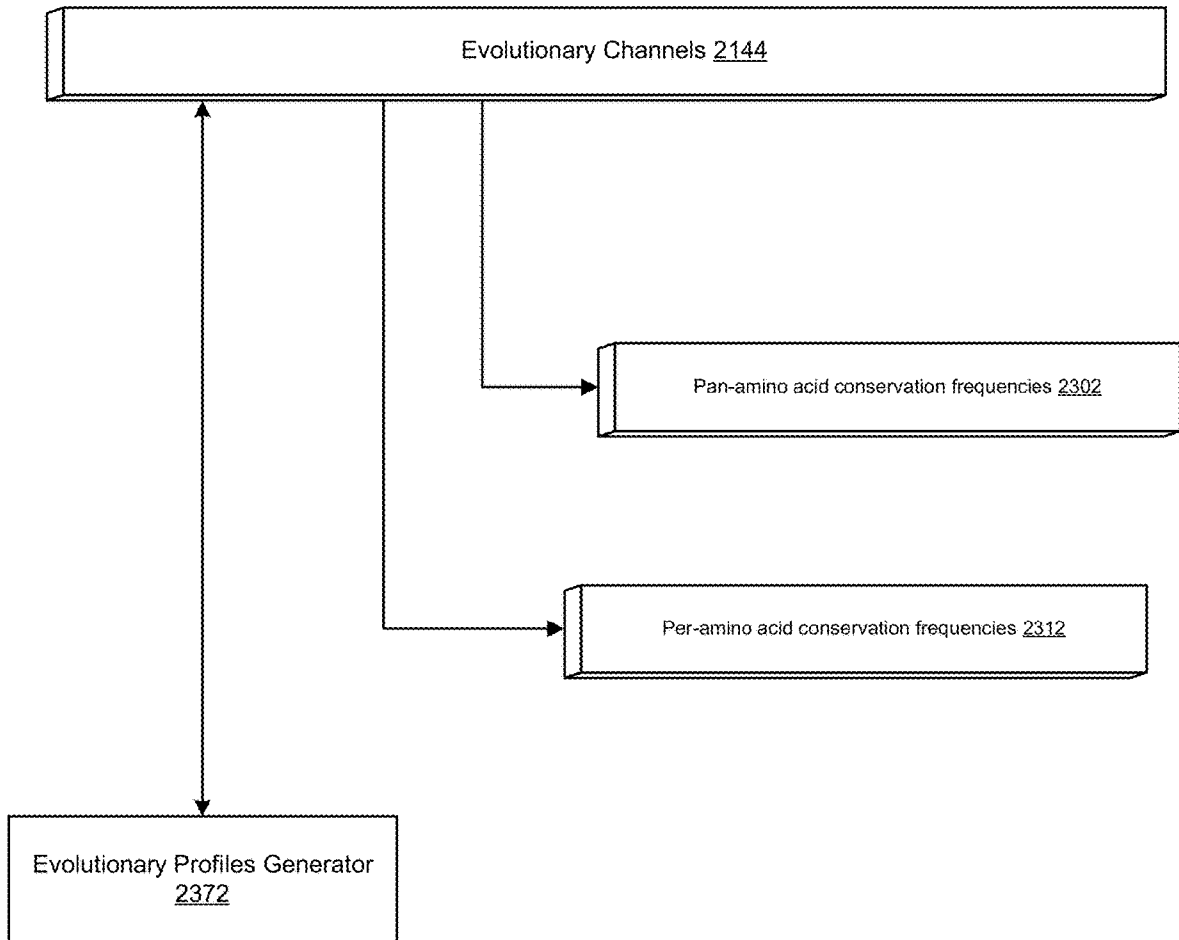 Evolutionary Channels 2144
Pan-amino acid conservation frequencies 2302
Per-amino acid conservation frequencies 2312
Evolutionary Profiles Generator
2372